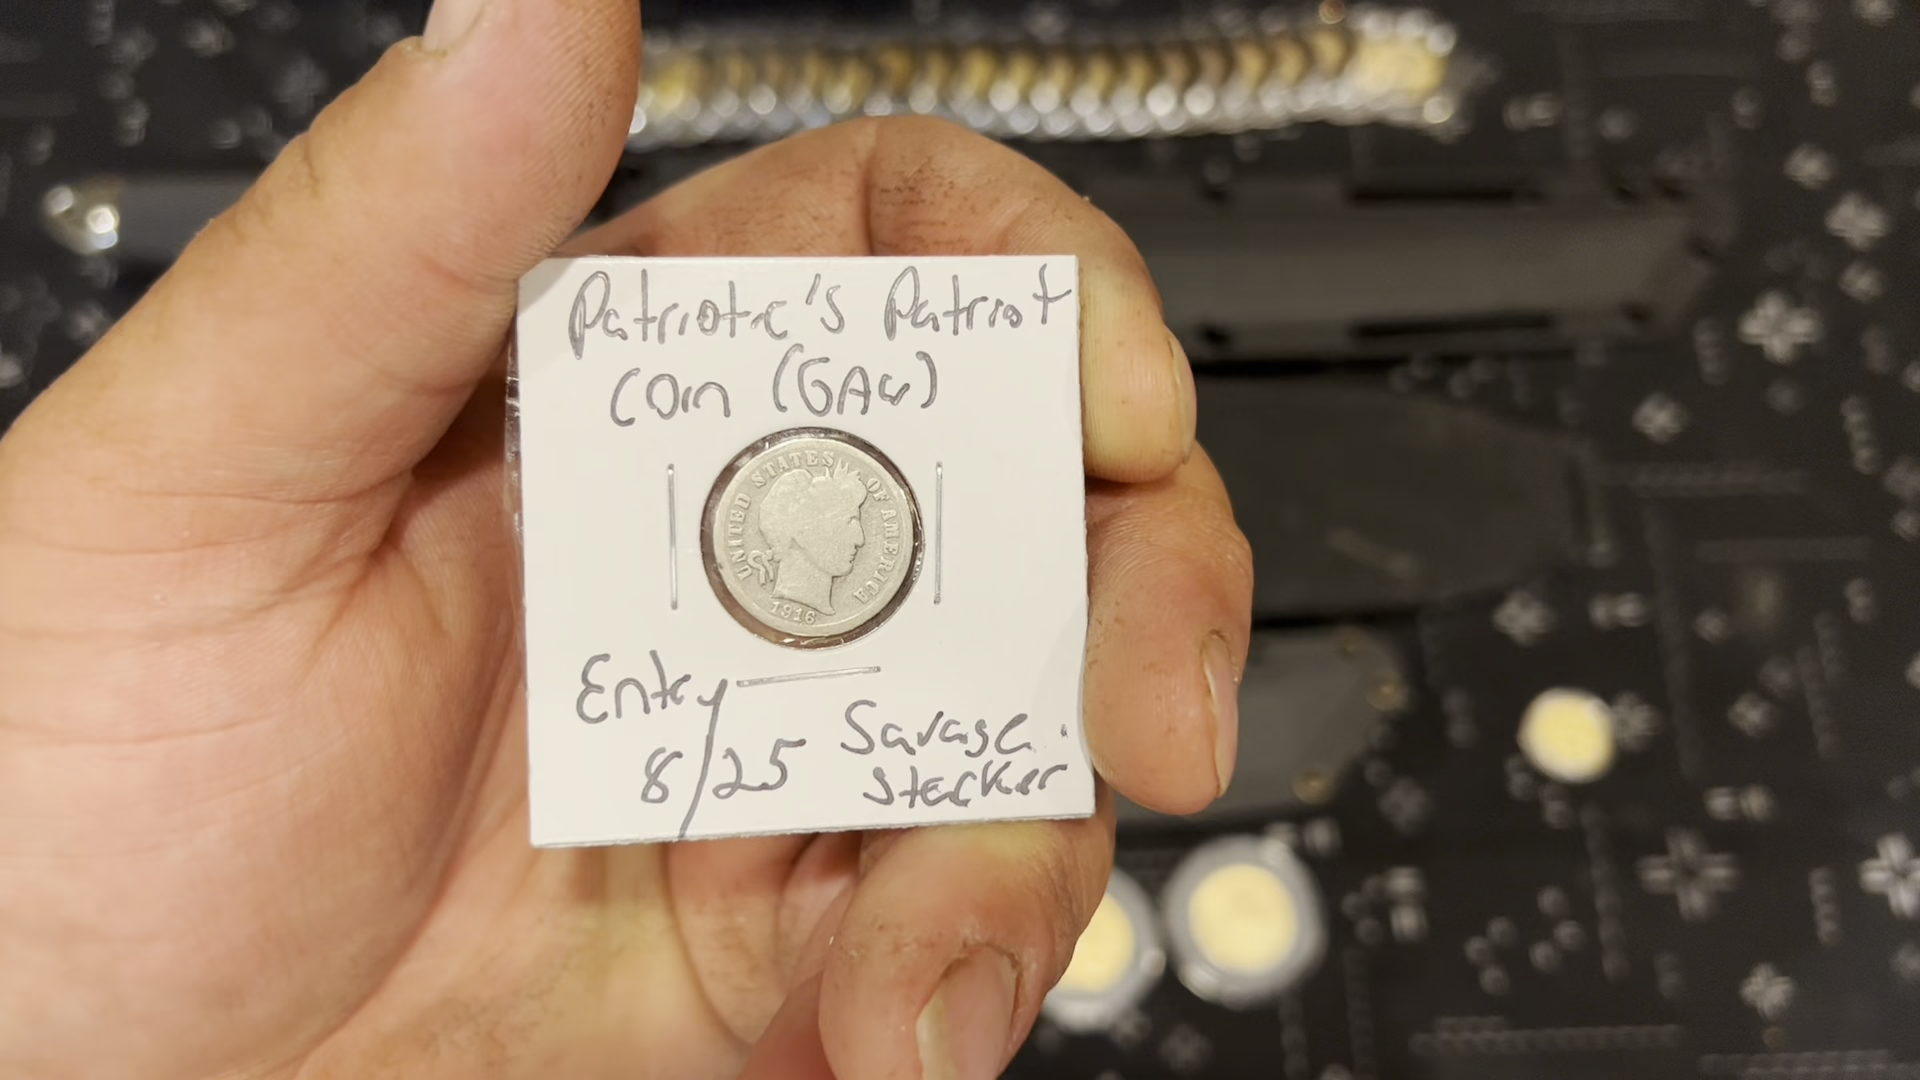 Patriotic's Patriot
Coin (GAW)
UNITED STATES OF AMERICA
1916
Entry
8/25
Savage
Stacker